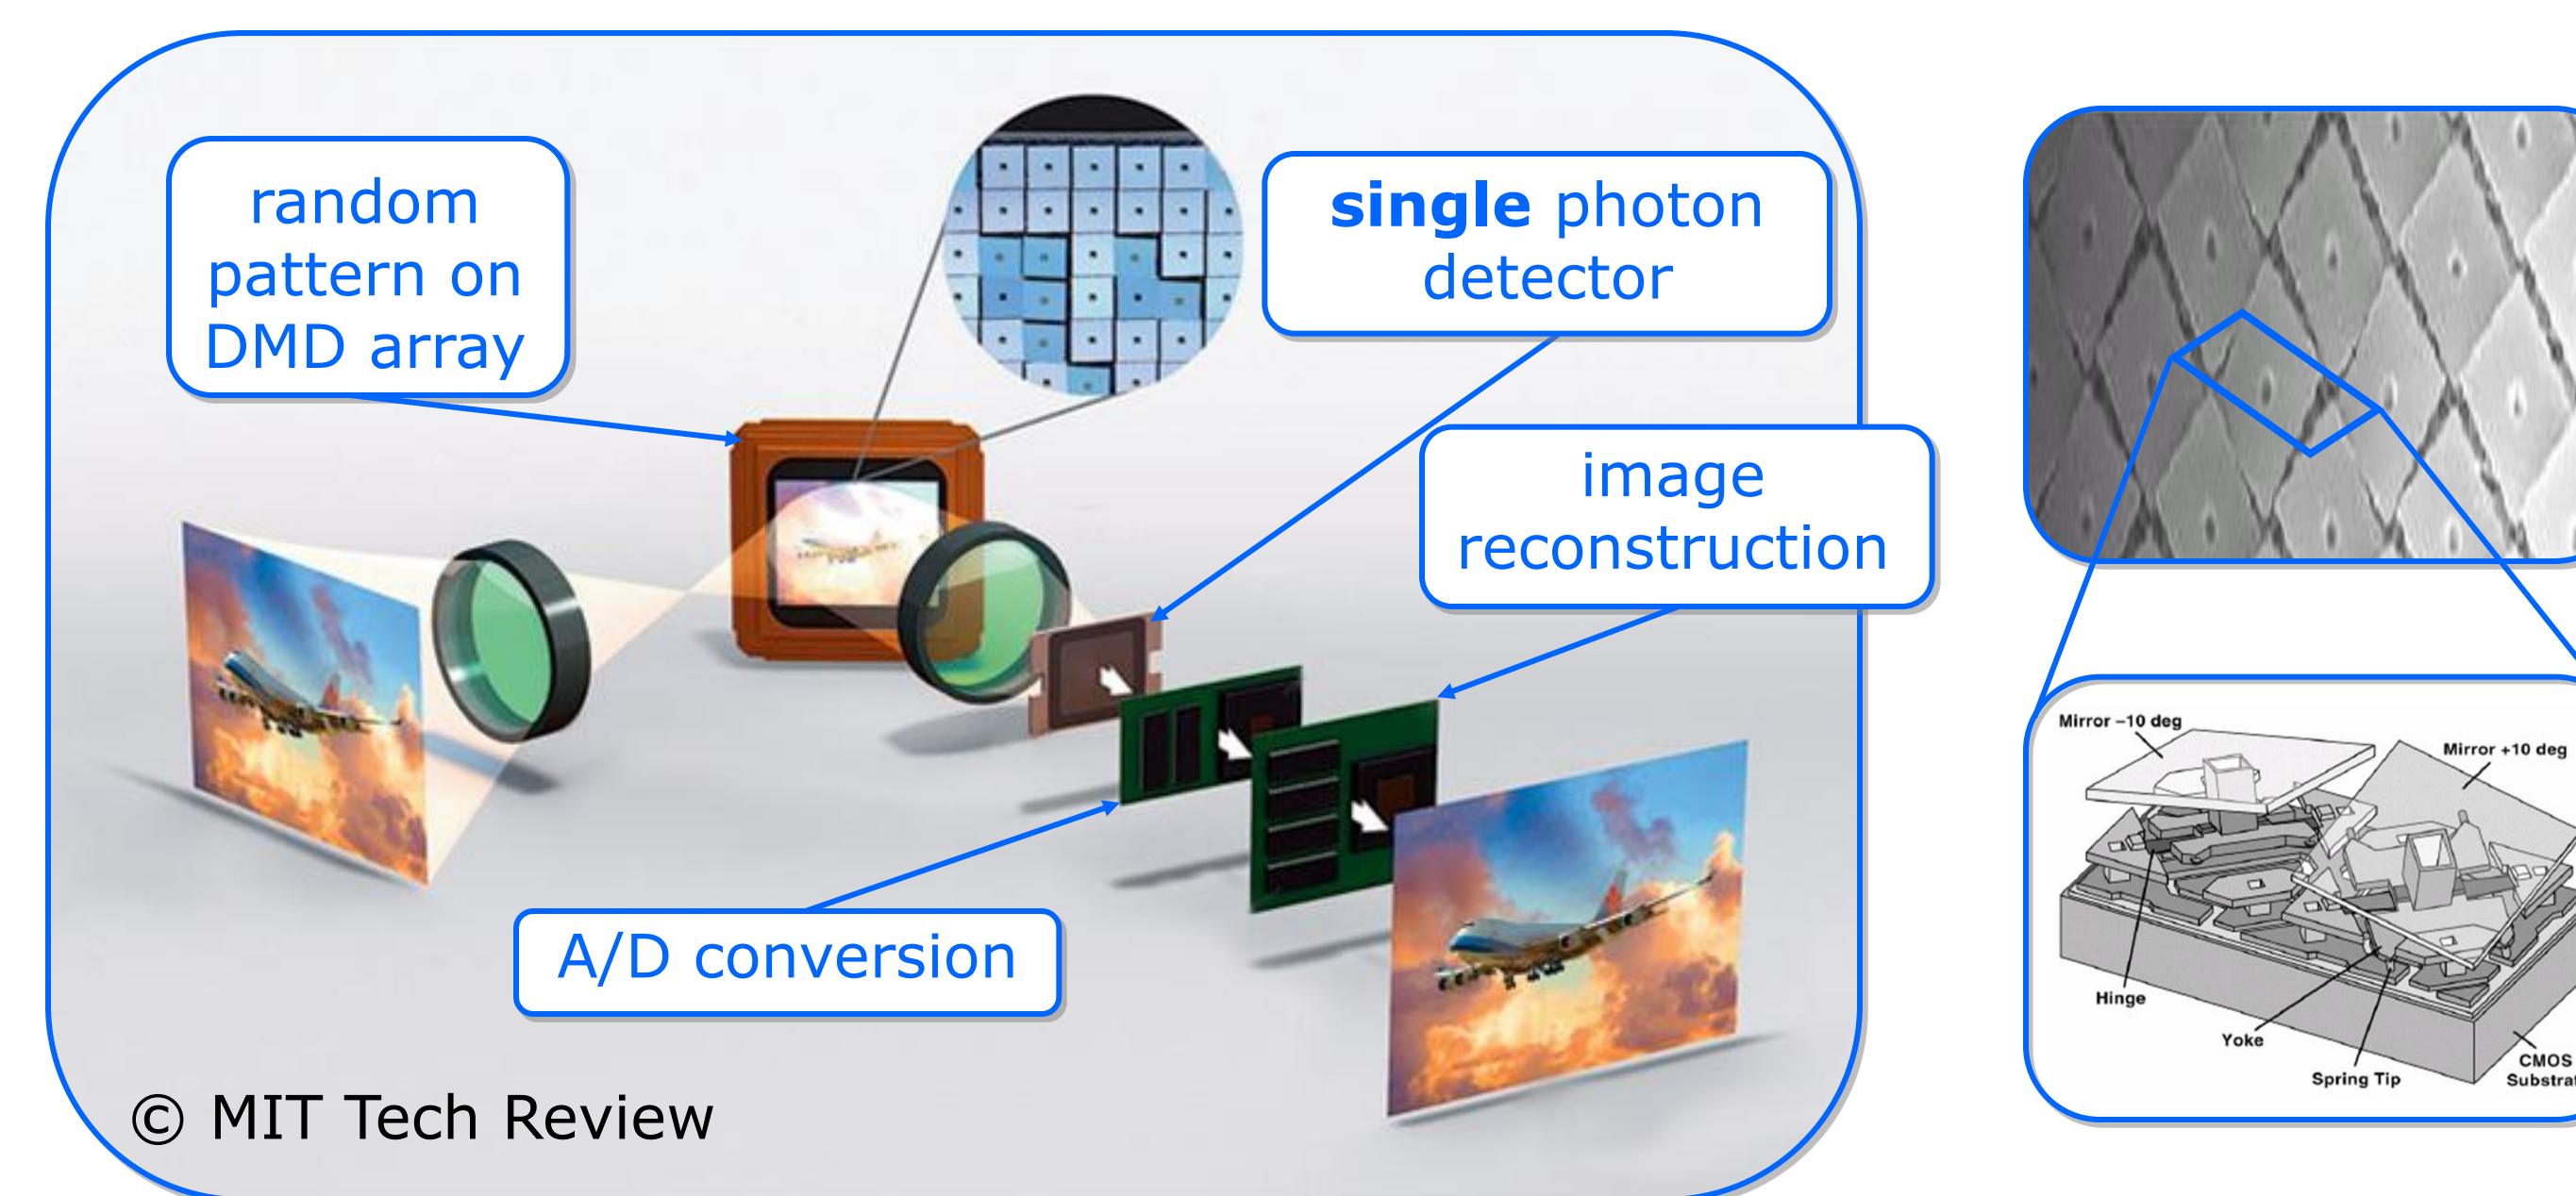 random
pattern on
DMD array
single photon
detector
image
reconstruction
A/D conversion
© MIT Tech Review
Mirror –10 deg
Mirror +10 deg
Hinge
Yoke
Spring Tip
CMOS